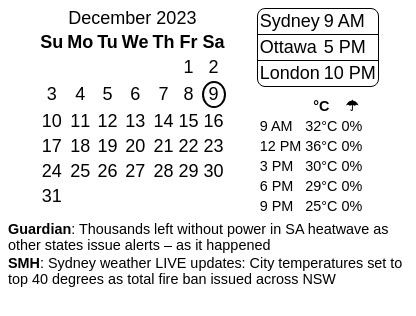 December 2023
Su Mo Tu We Th Fr Sa
1 2
3 4 5 6 7 8 9
10 11 12 13 14 15 16
17 18 19 20 21 22 23
24 25 26 27 28 29 30
31
Sydney 9 AM
Ottawa 5 PM
London 10 PM
°C ☂
9 AM 32°C 0%
12 PM 36°C 0%
3 PM 30°C 0%
6 PM 29°C 0%
9 PM 25°C 0%
Guardian: Thousands left without power in SA heatwave as
other states issue alerts – as it happened
SMH: Sydney weather LIVE updates: City temperatures set to
top 40 degrees as total fire ban issued across NSW